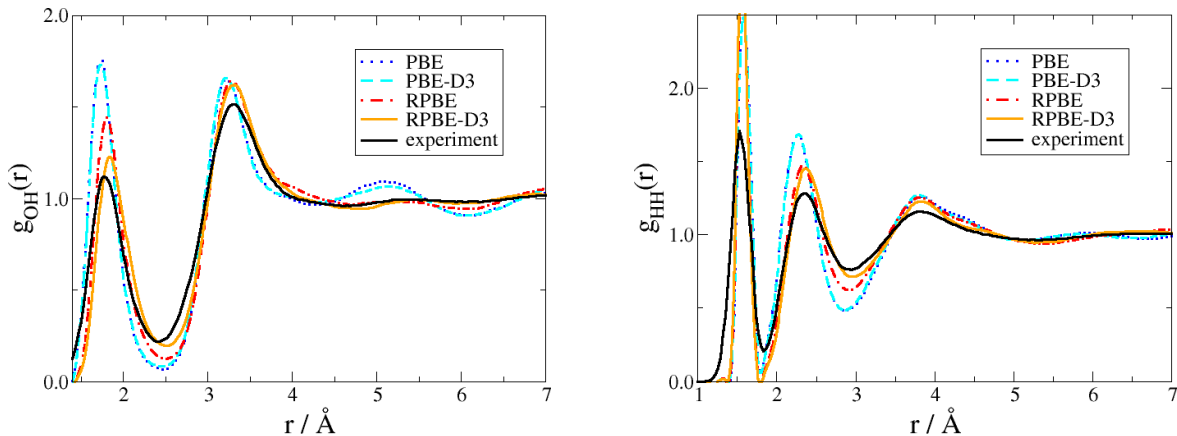 2.0
1.0
0.0
g_OH(r)
PBE
PBE-D3
RPBE
RPBE-D3
experiment
2 3 4 5 6 7
r / Å
2.0
1.0
0.0
g_HH(r)
PBE
PBE-D3
RPBE
RPBE-D3
experiment
1 2 3 4 5 6 7
r / Å